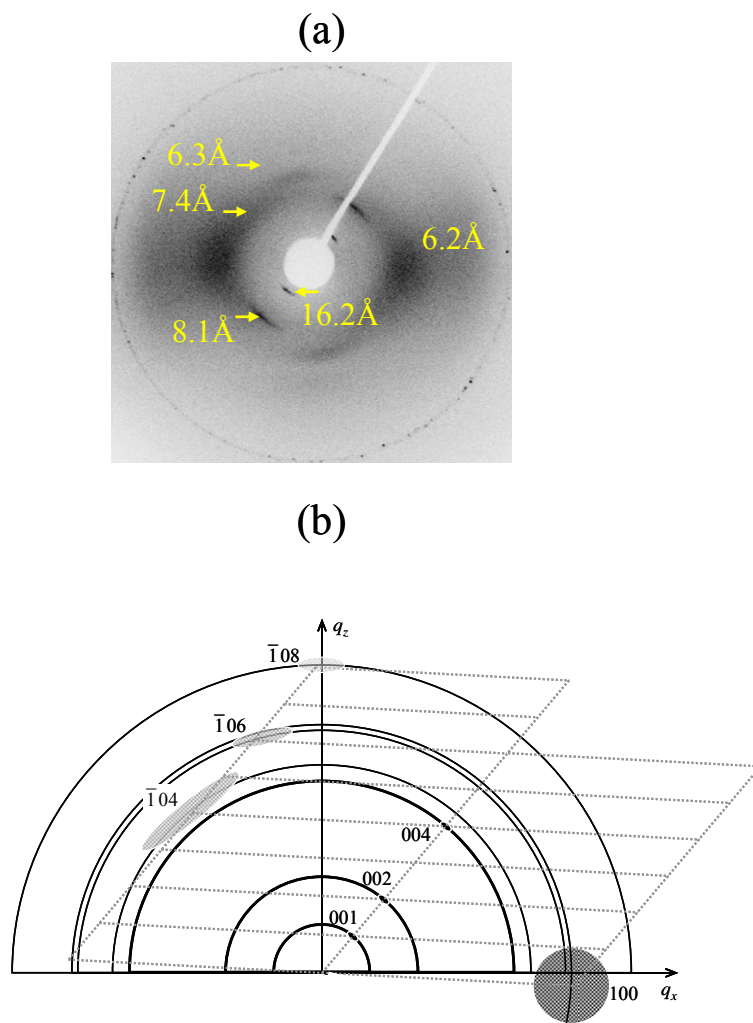 (a)
6.3Å
7.4Å
6.2Å
16.2Å
8.1Å
(b)
q_z
1̅08
1̅06
1̅04
004
002
001
100
q_x